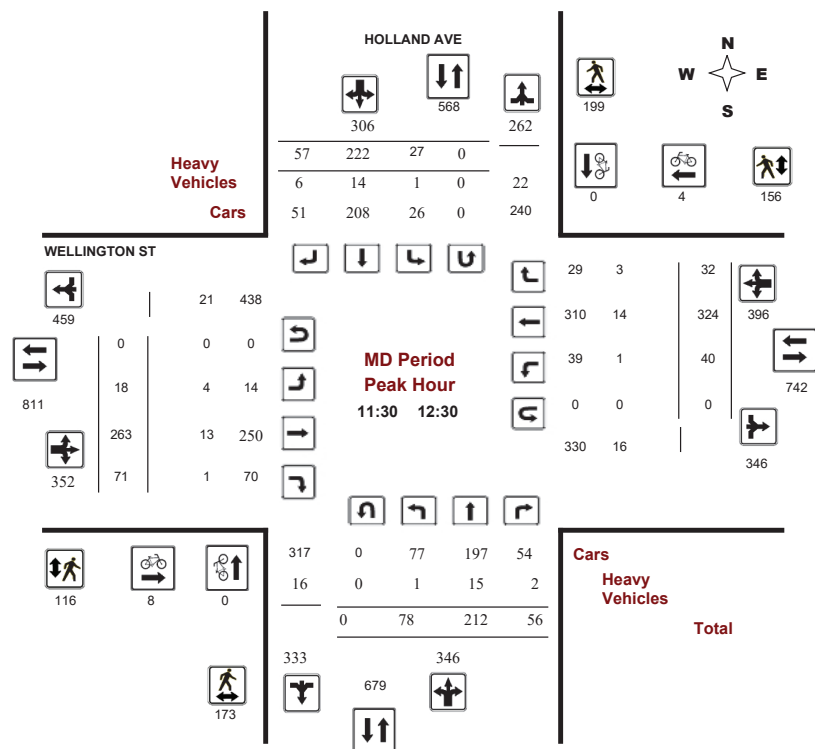 HOLLAND AVE
N
W E
S
306 568 262 199
57 222 27 0
Heavy
Vehicles
6 14 1 0 22
Cars
51 208 26 0 240
0 4 156
WELLINGTON ST
459
21 438
0 0 0
811
18 4 14
263 13 250
352
71 1 70
MD Period
Peak Hour
11:30 12:30
29 3 32
310 14 324 396
39 1 40
742
0 0 0
330 16
346
317 0 77 197 54
Cars
16 0 1 15 2
Heavy
Vehicles
0 78 212 56
Total
116 8 0
333 346
679
173